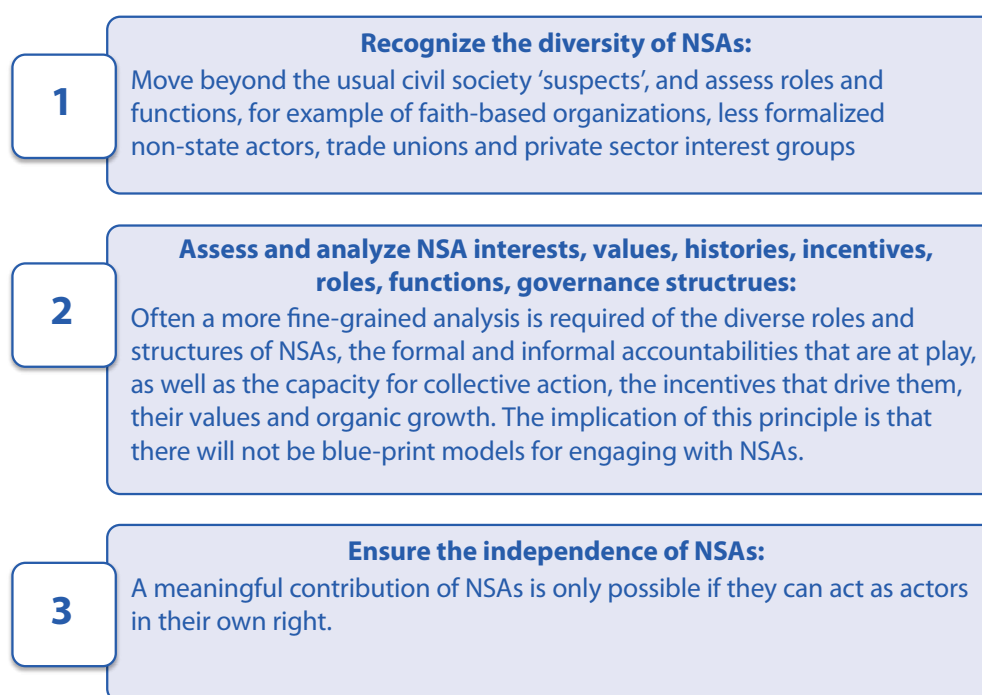 1
Recognize the diversity of NSAs:
Move beyond the usual civil society ‘suspects’, and assess roles and
functions, for example of faith-based organizations, less formalized
non-state actors, trade unions and private sector interest groups
2
Assess and analyze NSA interests, values, histories, incentives,
roles, functions, governance structrues:
Often a more fine-grained analysis is required of the diverse roles and
structures of NSAs, the formal and informal accountabilities that are at play,
as well as the capacity for collective action, the incentives that drive them,
their values and organic growth. The implication of this principle is that
there will not be blue-print models for engaging with NSAs.
3
Ensure the independence of NSAs:
A meaningful contribution of NSAs is only possible if they can act as actors
in their own right.